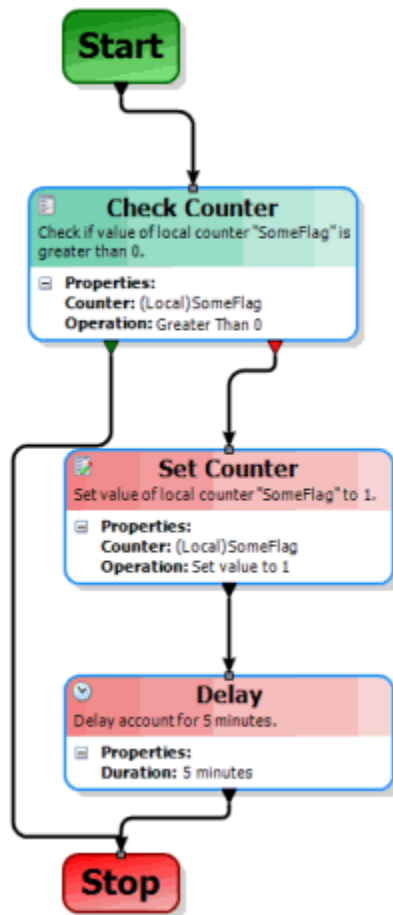 Start
Check Counter
Check if value of local counter "SomeFlag" is
greater than 0.
Properties:
Counter: (Local)SomeFlag
Operation: Greater Than 0
Set Counter
Set value of local counter "SomeFlag" to 1.
Properties:
Counter: (Local)SomeFlag
Operation: Set value to 1
Delay
Delay account for 5 minutes.
Properties:
Duration: 5 minutes
Stop